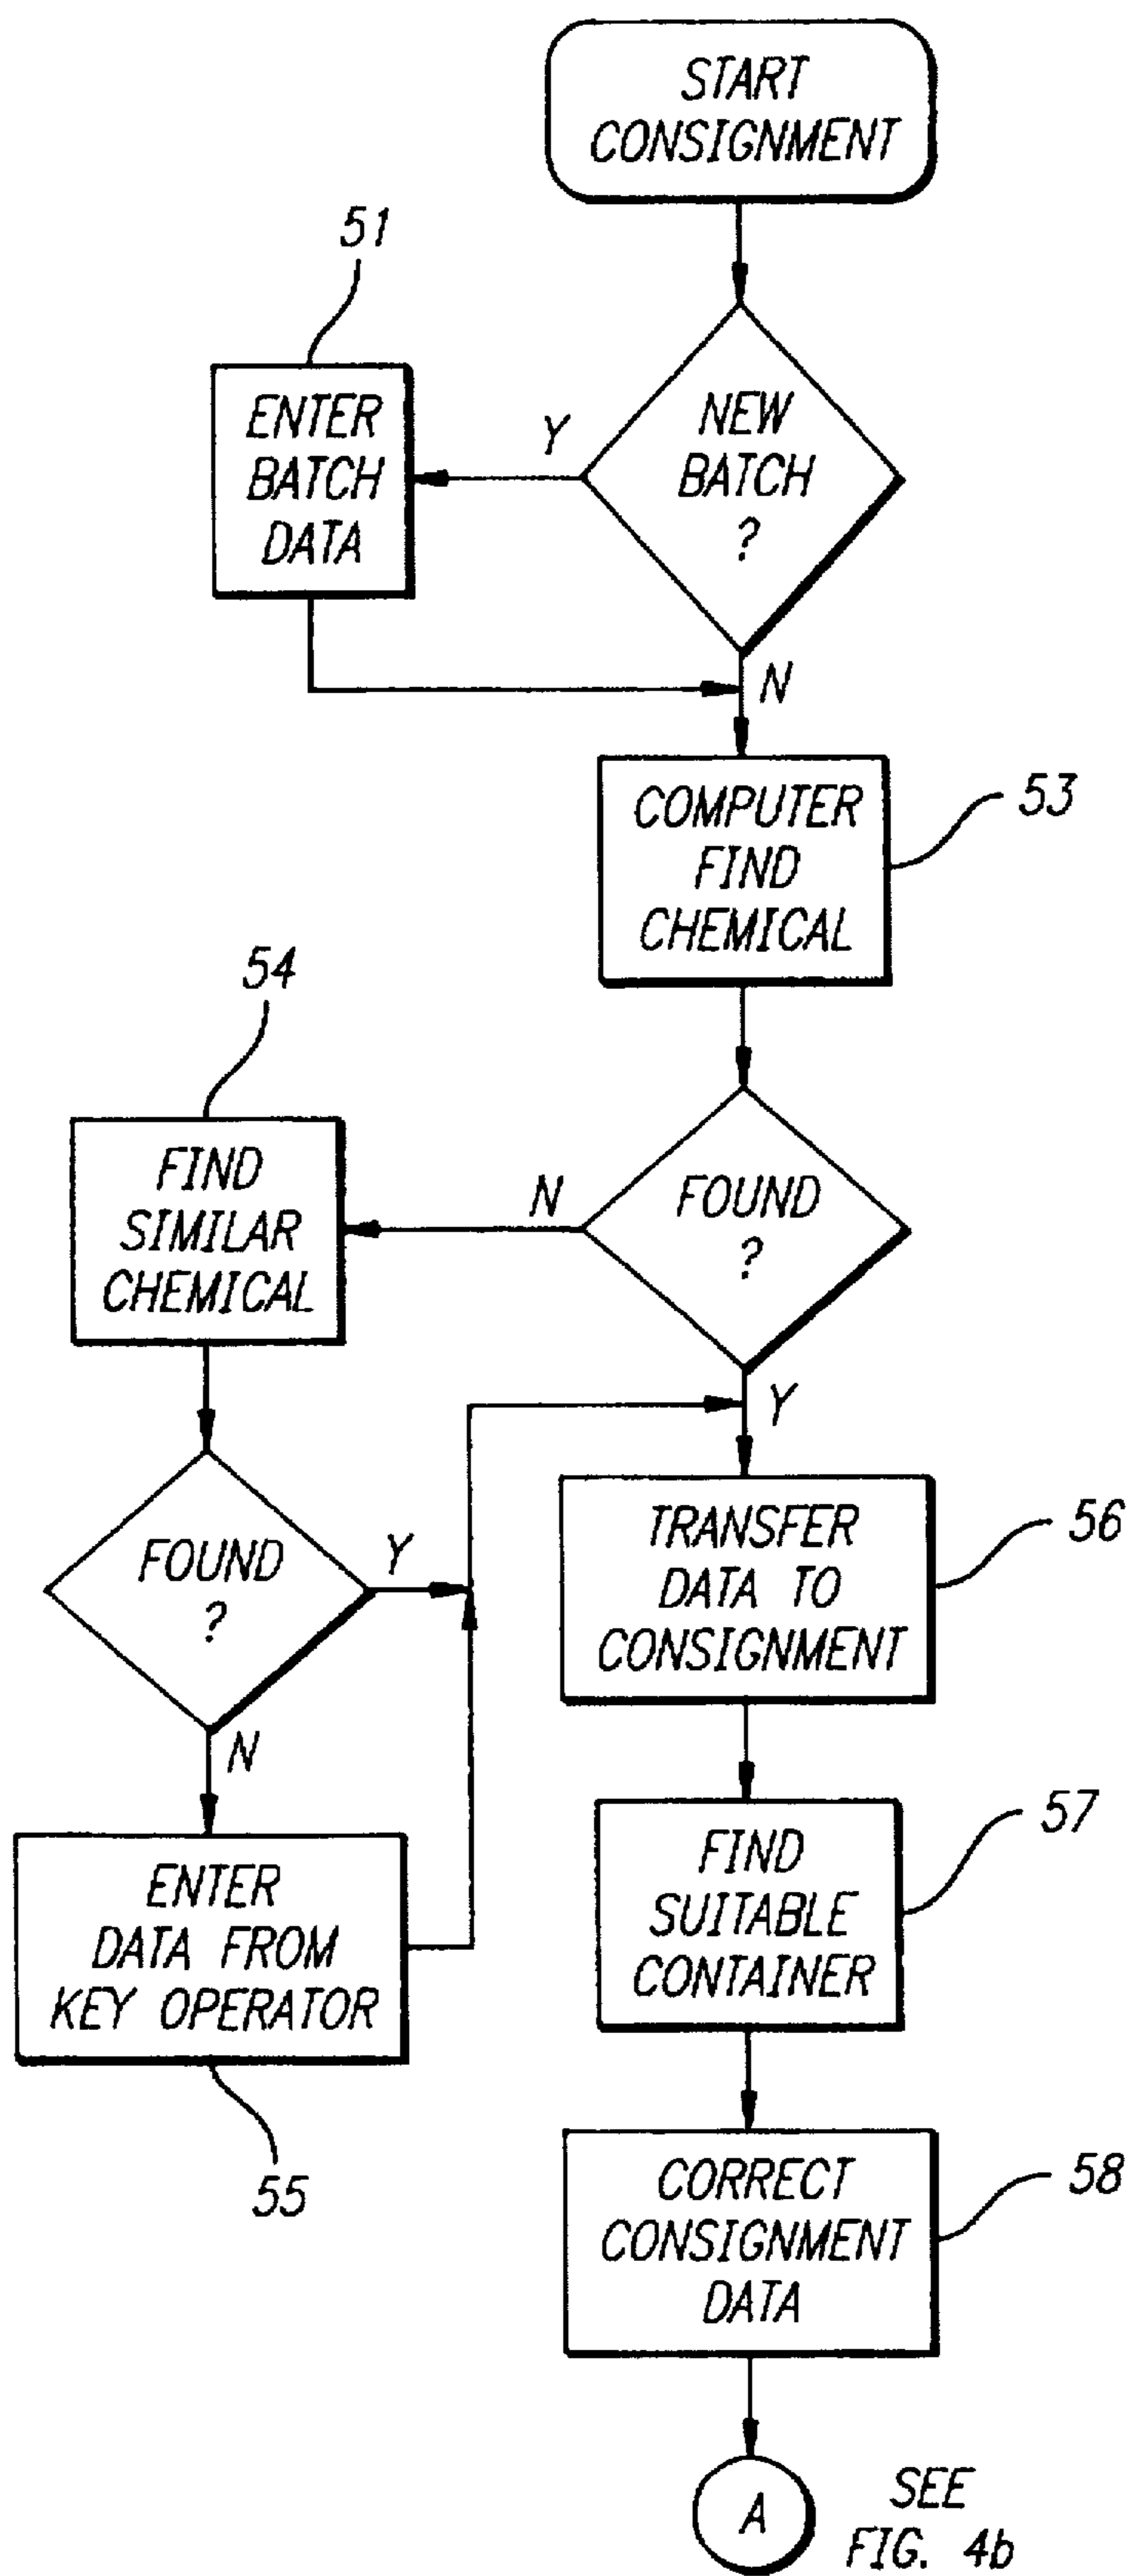 START
CONSIGNMENT
51
ENTER
BATCH
DATA
Y
NEW
BATCH
?
N
COMPUTER
FIND
CHEMICAL
53
54
FIND
SIMILAR
CHEMICAL
N
FOUND
?
Y
FOUND
?
Y
N
TRANSFER
DATA TO
CONSIGNMENT
56
ENTER
DATA FROM
KEY OPERATOR
55
FIND
SUITABLE
CONTAINER
57
CORRECT
CONSIGNMENT
DATA
58
A
SEE
FIG. 4b